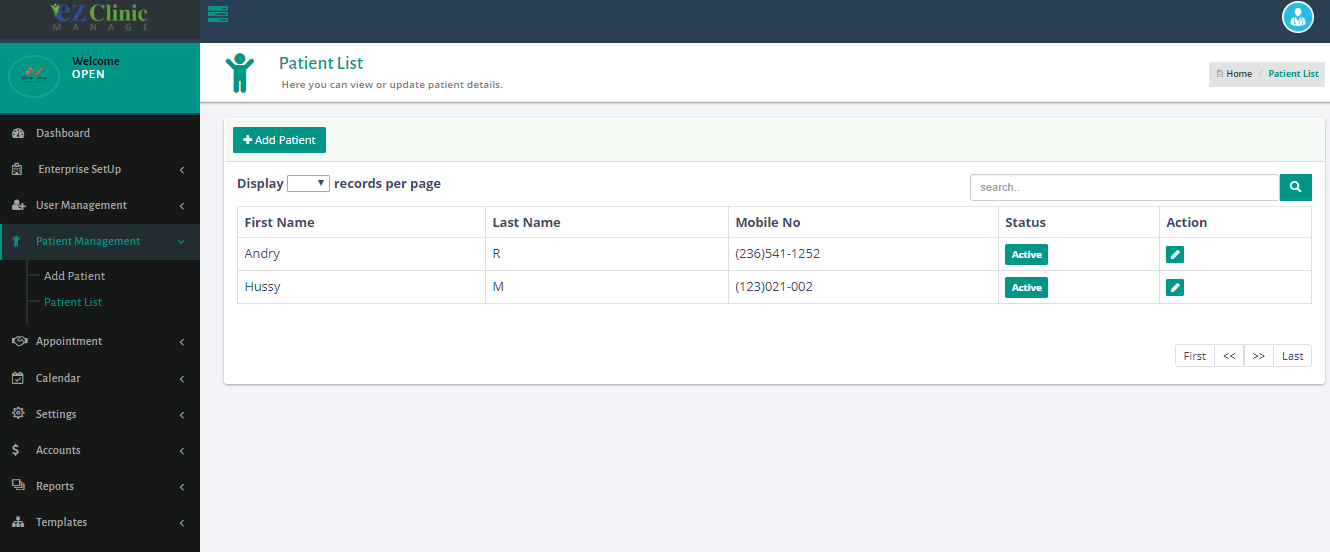 eZ Clinic
MANAGE
Welcome
OPEN
Patient List
Here you can view or update patient details.
Home / Patient List
Dashboard
Enterprise SetUp
User Management
Patient Management
Add Patient
Patient List
Appointment
Calendar
Settings
Accounts
Reports
Templates
Add Patient
Display records per page
search..
First Name Last Name Mobile No Status Action
Andry R (236)541-1252 Active
Hussy M (123)021-002 Active
First << >> Last